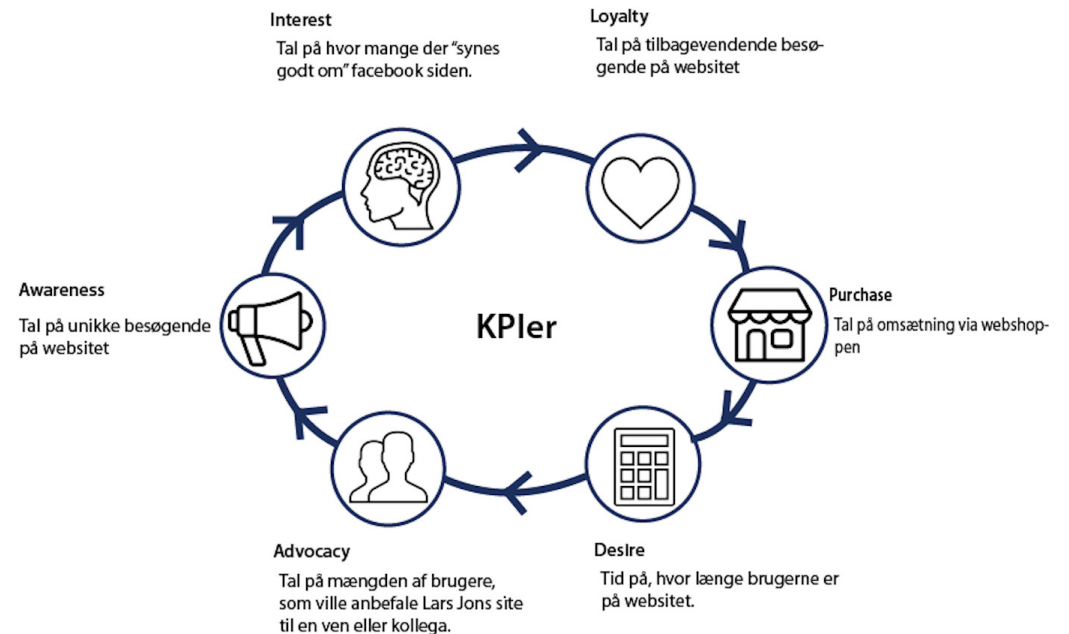 Interest
Tal på hvor mange der "synes
godt om" facebook siden.
Loyalty
Tal på tilbagevendende besø-
gende på websitet
Awareness
Tal på unikke besøgende
på websitet
KPIer
Purchase
Tal på omsætning via webshop-
pen
Advocacy
Tal på mængden af brugere,
som ville anbefale Lars Jons site
til en ven eller kollega.
Desire
Tid på, hvor længe brugerne er
på websitet.